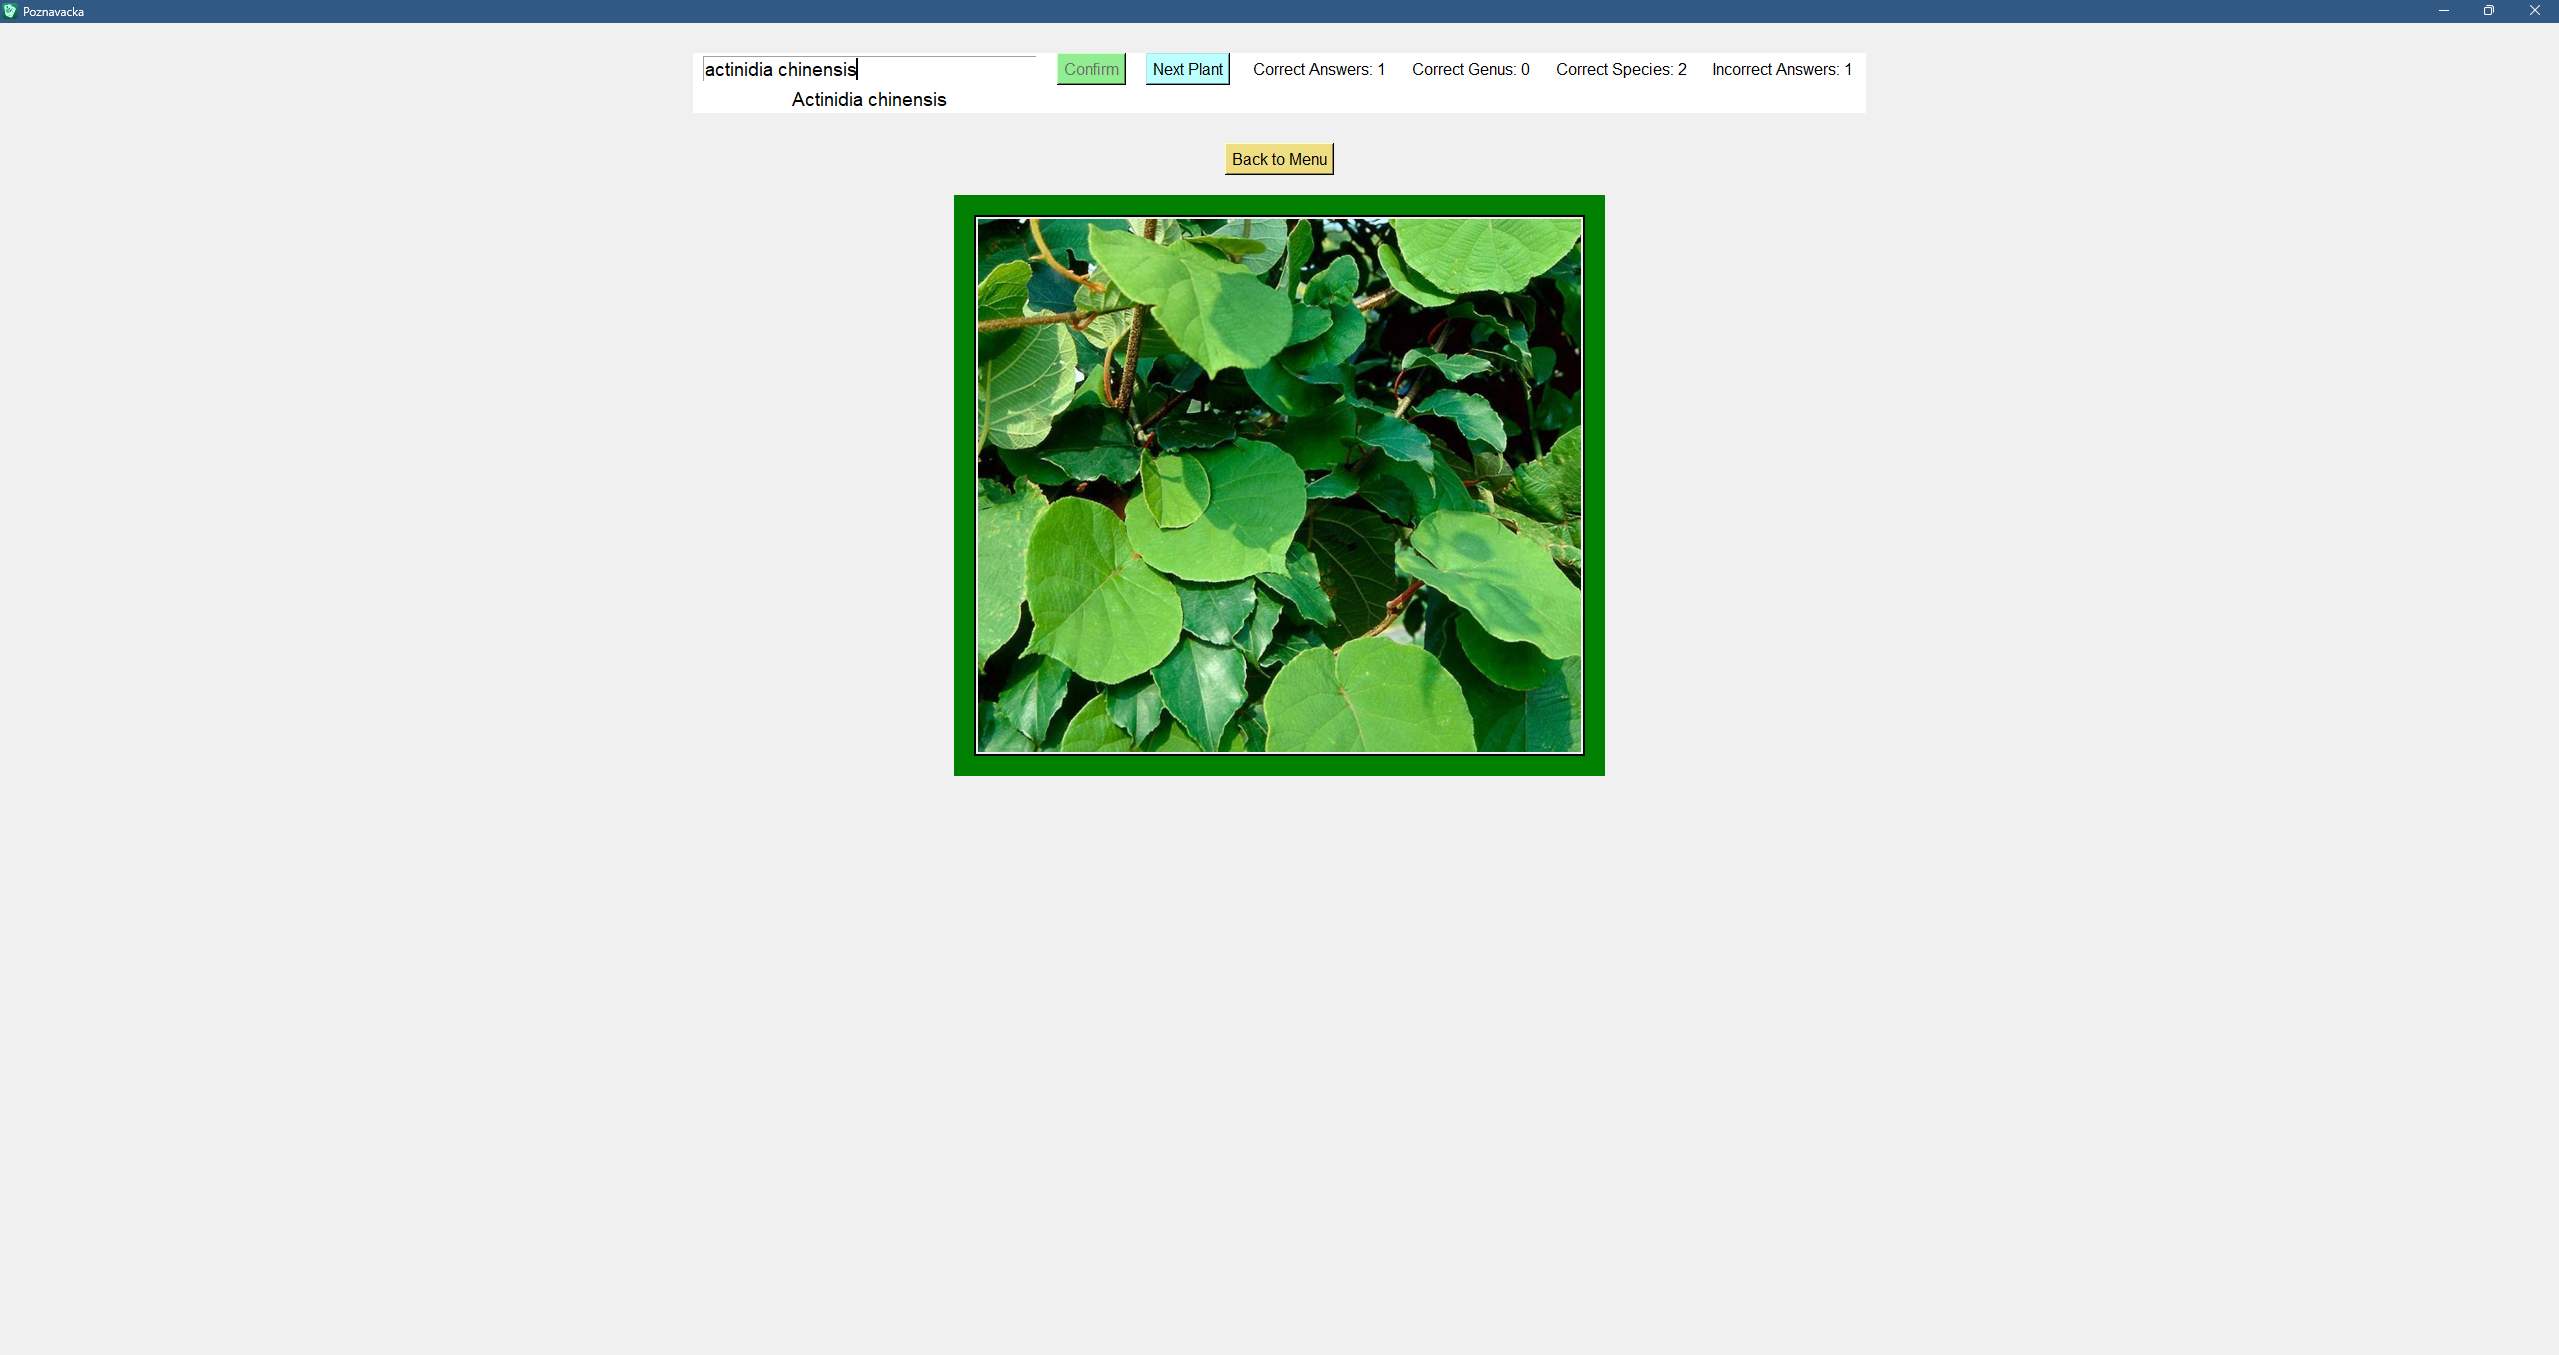 Poznavacka
actinidia chinensis
Confirm
Next Plant
Correct Answers: 1
Correct Genus: 0
Correct Species: 2
Incorrect Answers: 1
Actinidia chinensis
Back to Menu